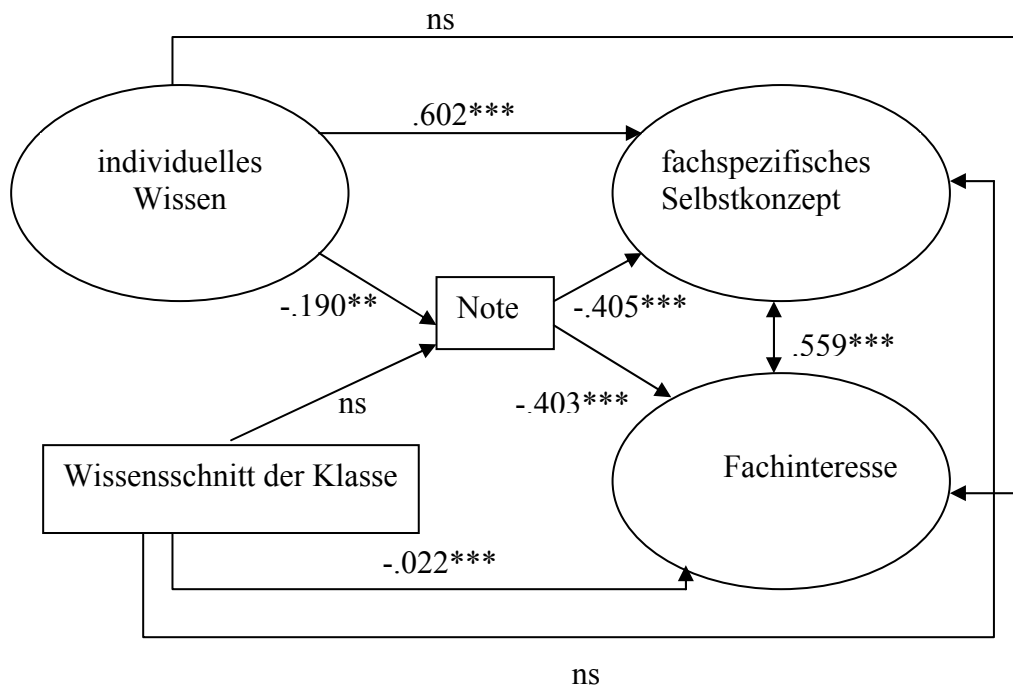 ns
.602***
individuelles
Wissen
fachspezifisches
Selbstkonzept
-.190**
Note
-.405***
.559***
-.403***
ns
Wissensschnitt der Klasse
Fachinteresse
-.022***
ns